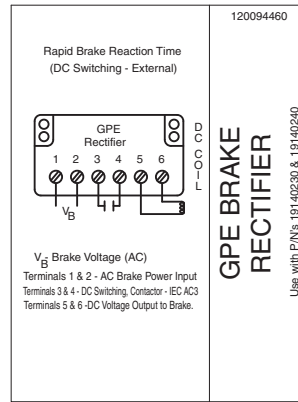 Rapid Brake Reaction Time
(DC Switching - External)
GPE
Rectifier
1 2 3 4 5 6
VB
DC COIL
VB- Brake Voltage (AC)
Terminals 1 & 2 - AC Brake Power Input
Terminals 3 & 4 - DC Switching, Contactor - IEC AC3
Terminals 5 & 6 -DC Voltage Output to Brake.
120094460
GPE BRAKE
RECTIFIER
Use with P/N's 19140230 & 19140240